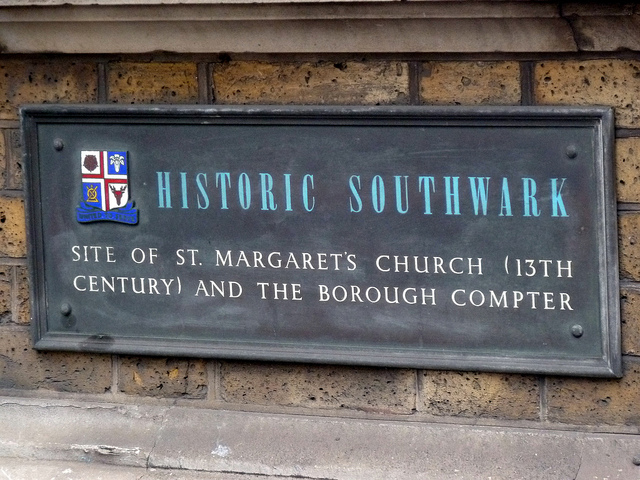 HISTORIC SOUTHWARK
SITE OF ST. MARGARET'S CHURCH (13TH
CENTURY) AND THE BOROUGH COMPTER